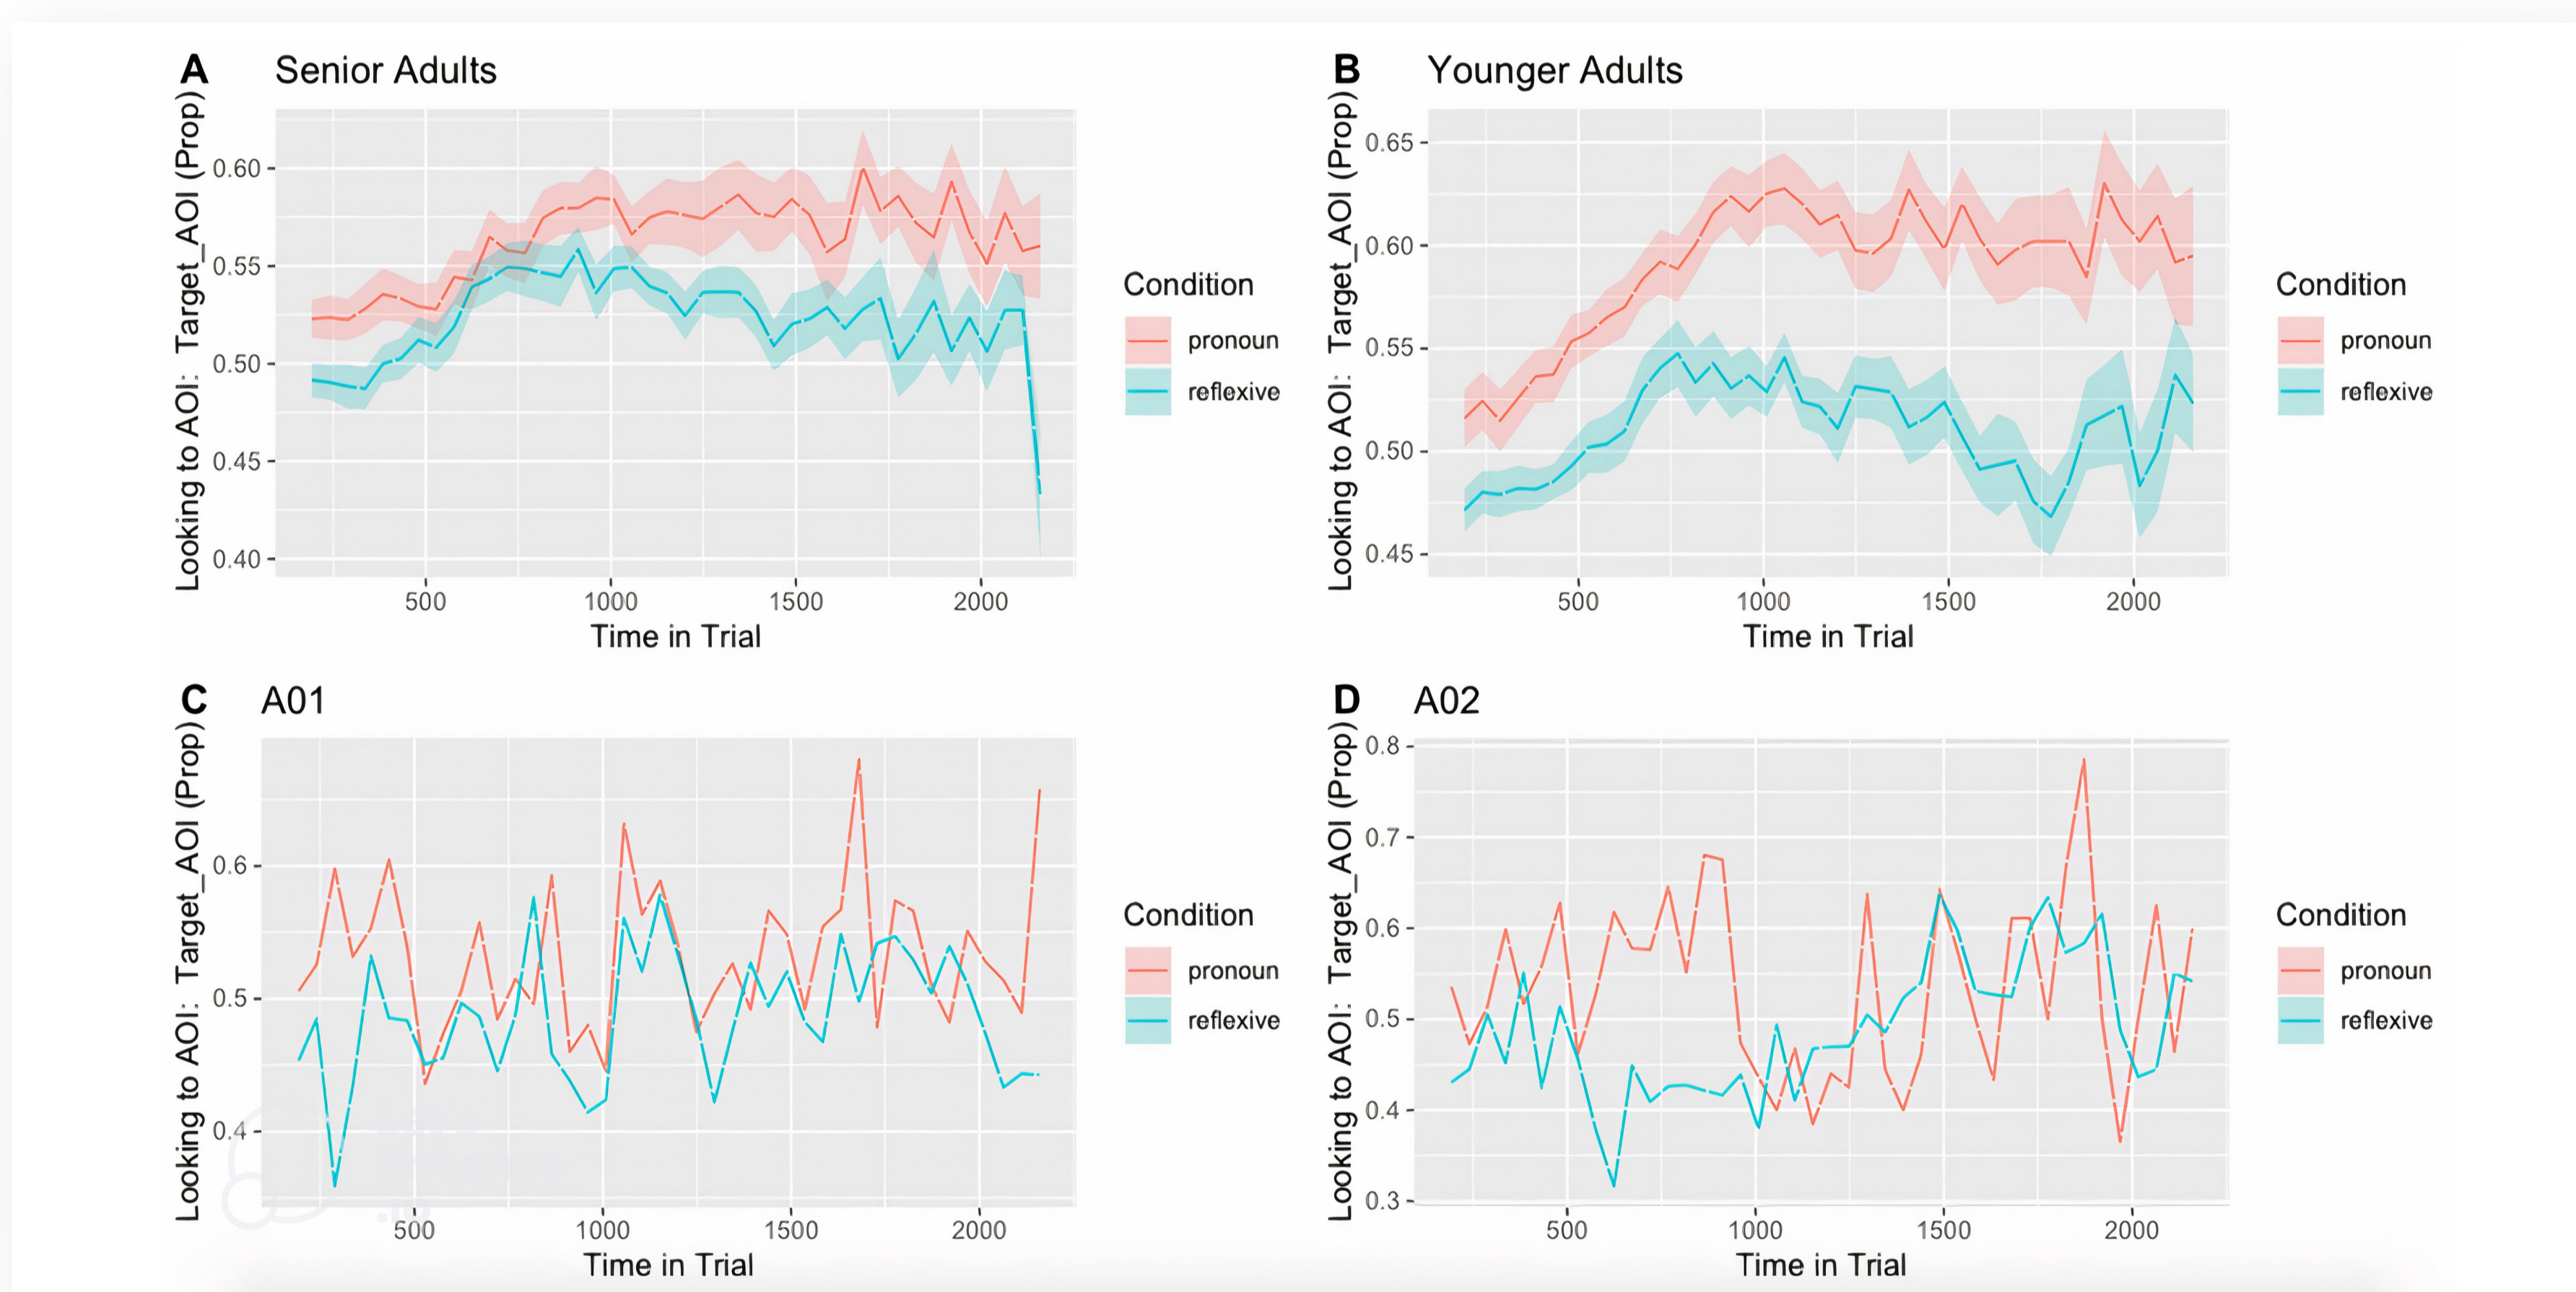 A Senior Adults
Looking to AOI: Target_AOI (Prop)
0.60
0.55
0.50
0.45
0.40
500 1000 1500 2000
Time in Trial
Condition
pronoun
reflexive
B Younger Adults
Looking to AOI: Target_AOI (Prop)
0.65
0.60
0.55
0.50
0.45
500 1000 1500 2000
Time in Trial
Condition
pronoun
reflexive
C A01
Looking to AOI: Target_AOI (Prop)
0.6
0.5
0.4
500 1000 1500 2000
Time in Trial
Condition
pronoun
reflexive
D A02
Looking to AOI: Target_AOI (Prop)
0.8
0.7
0.6
0.5
0.4
0.3
500 1000 1500 2000
Time in Trial
Condition
pronoun
reflexive